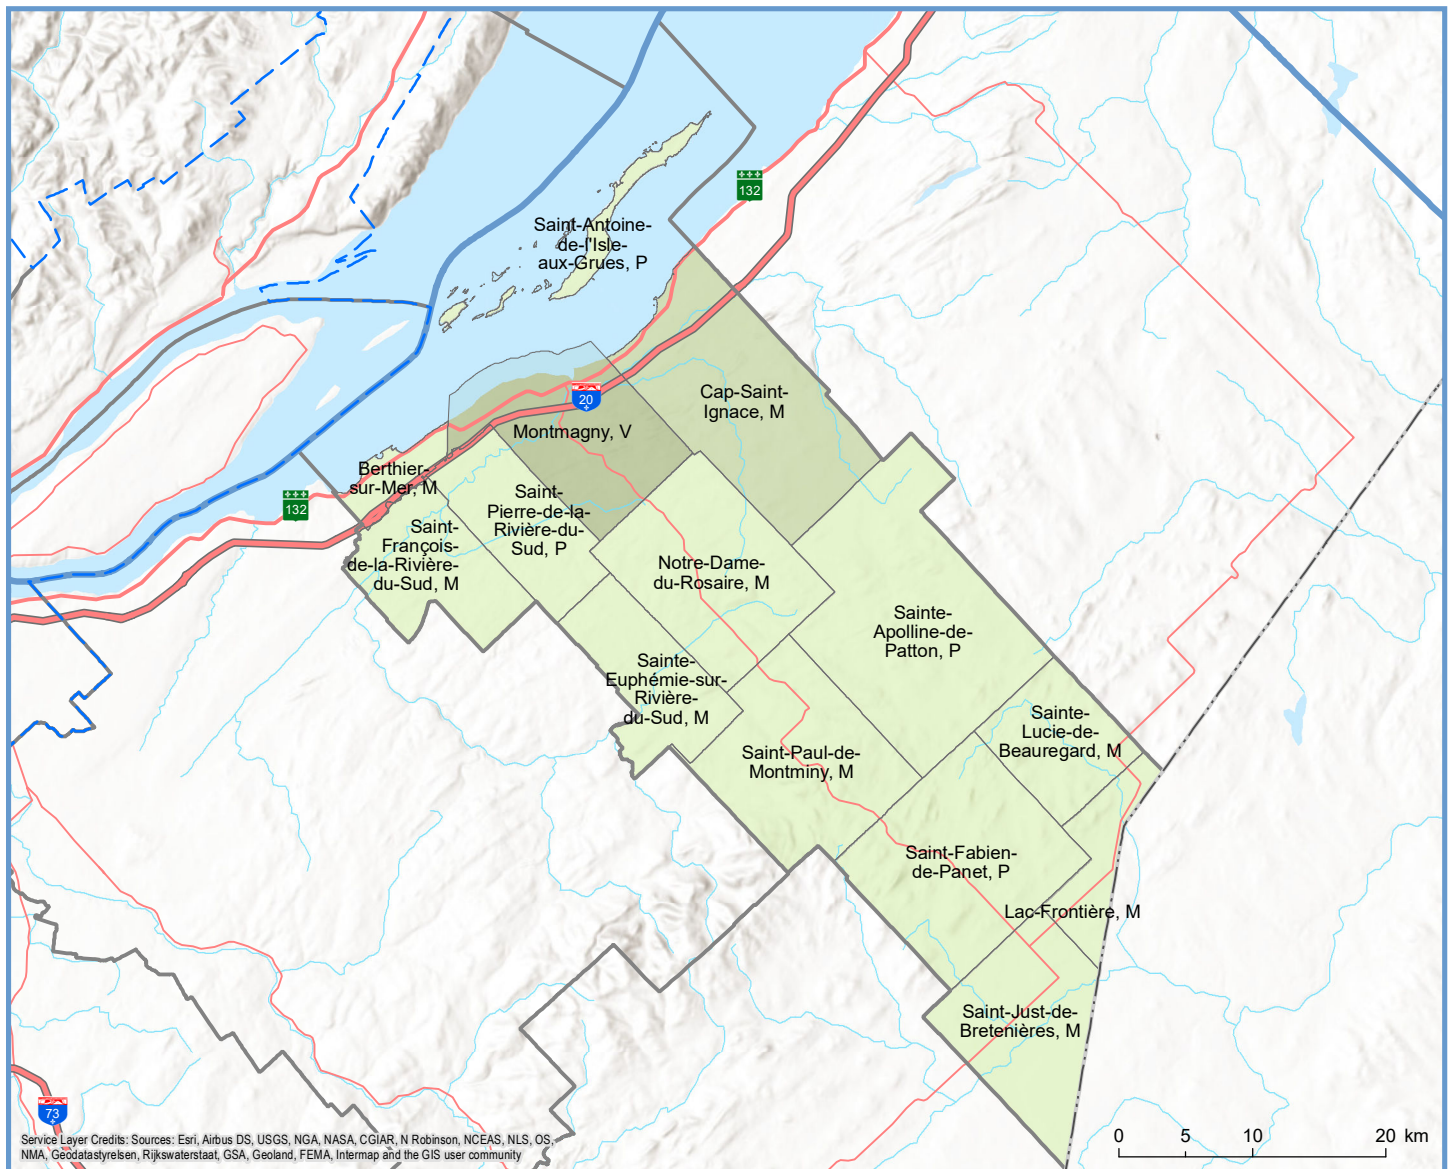 132
Saint-Antoine-
de-l'Isle-
aux-Grues, P
20
Cap-Saint-
Ignace, M
Montmagny, V
Berthier-
sur-Mer, M
132
Saint-
Pierre-de-la-
Rivière-du-
Sud, P
Saint-
François-
de-la-Rivière-
du-Sud, M
Notre-Dame-
du-Rosaire, M
Sainte-
Apolline-de-
Patton, P
Sainte-
Euphémie-sur-
Rivière-
du-Sud, M
Sainte-
Lucie-de-
Beauregard, M
Saint-Paul-de-
Montminy, M
Saint-Fabien-
de-Panet, P
Lac-Frontière, M
Saint-Just-de-
Bretenières, M
73
Service Layer Credits: Sources: Esri, Airbus DS, USGS, NGA, NASA, CGIAR, N Robinson, NCEAS, NLS, OS,
NMA, Geodatastyrelsen, Rijkswaterstaat, GSA, Geoland, FEMA, Intermap and the GIS user community
0 5 10 20 km